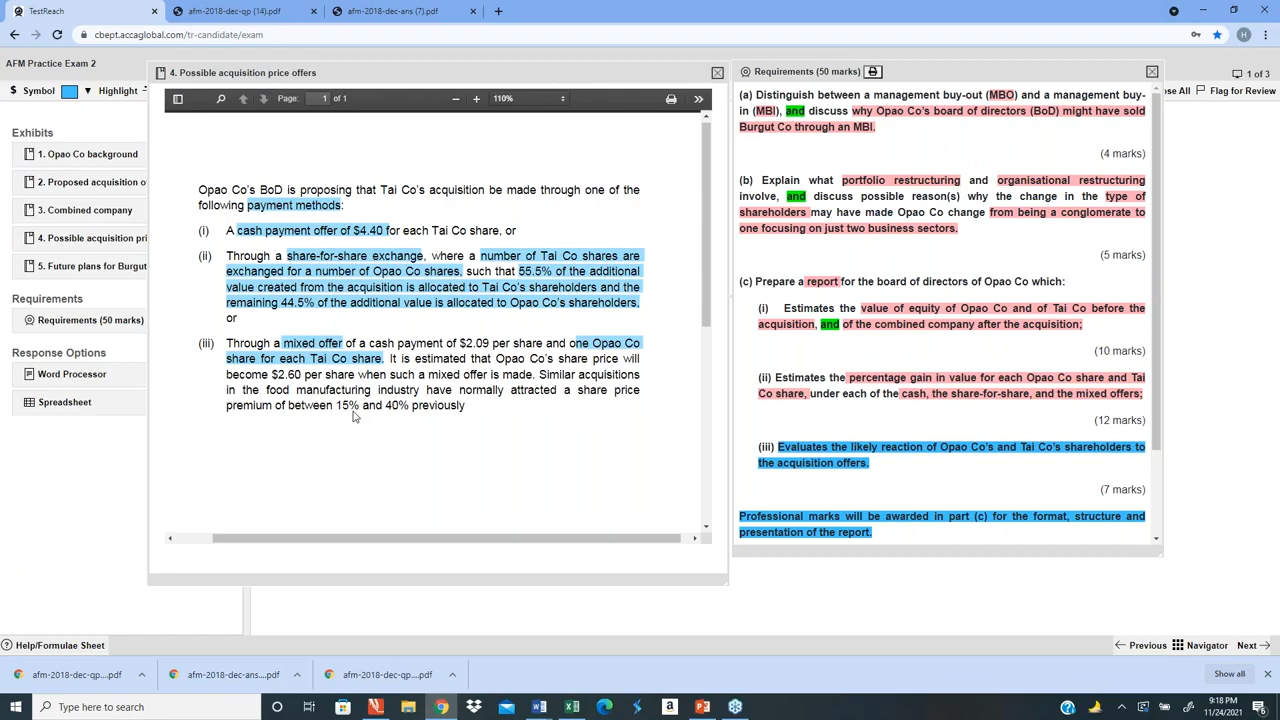 TestReach
afm-2018-dec-qp (14).pdf
afm-2018-dec-ans (7).pdf
cbept.accaglobal.com/tr-candidate/exam
H
AFM Practice Exam 2
$ Symbol
Highlight
1 of 3
ose All
Flag for Review
Exhibits
1. Opao Co background
2. Proposed acquisition o
3. Combined company
4. Possible acquisition pri
5. Future plans for Burgut
Requirements
Requirements (50 marks)
Response Options
Word Processor
Spreadsheet
4. Possible acquisition price offers
Page: 1 of 1
110%
Opao Co's BoD is proposing that Tai Co's acquisition be made through one of the
following payment methods:
(i) A cash payment offer of $4.40 for each Tai Co share, or
(ii) Through a share-for-share exchange, where a number of Tai Co shares are
exchanged for a number of Opao Co shares, such that 55.5% of the additional
value created from the acquisition is allocated to Tai Co's shareholders and the
remaining 44.5% of the additional value is allocated to Opao Co's shareholders,
or
(iii) Through a mixed offer of a cash payment of $2.09 per share and one Opao Co
share for each Tai Co share. It is estimated that Opao Co's share price will
become $2.60 per share when such a mixed offer is made. Similar acquisitions
in the food manufacturing industry have normally attracted a share price
premium of between 15% and 40% previously
Requirements (50 marks)
(a) Distinguish between a management buy-out (MBO) and a management buy-
in (MBI), and discuss why Opao Co's board of directors (BoD) might have sold
Burgut Co through an MBI.
(4 marks)
(b) Explain what portfolio restructuring and organisational restructuring
involve, and discuss possible reason(s) why the change in the type of
shareholders may have made Opao Co change from being a conglomerate to
one focusing on just two business sectors.
(5 marks)
(c) Prepare a report for the board of directors of Opao Co which:
(i) Estimates the value of equity of Opao Co and of Tai Co before the
acquisition, and of the combined company after the acquisition;
(10 marks)
(ii) Estimates the percentage gain in value for each Opao Co share and Tai
Co share, under each of the cash, the share-for-share, and the mixed offers;
(12 marks)
(iii) Evaluates the likely reaction of Opao Co's and Tai Co's shareholders to
the acquisition offers.
(7 marks)
Professional marks will be awarded in part (c) for the format, structure and
presentation of the report.
Help/Formulae Sheet
Previous
Navigator
Next
afm-2018-dec-qp....pdf
afm-2018-dec-ans....pdf
afm-2018-dec-qp....pdf
Show all
Type here to search
9:18 PM
11/24/2021